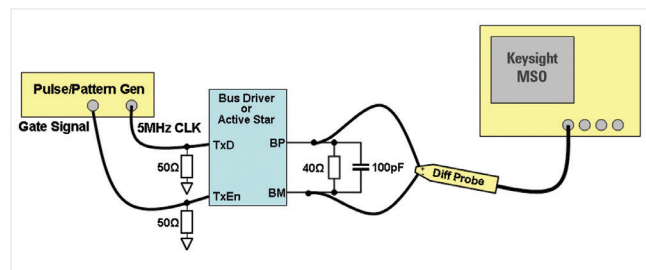 Pulse/Pattern Gen
Gate Signal
5MHz CLK
50Ω
50Ω
Bus Driver
or
Active Star
TxD
BP
TxEn
BM
40Ω
100pF
+
-
Diff Probe
Keysight
MSO